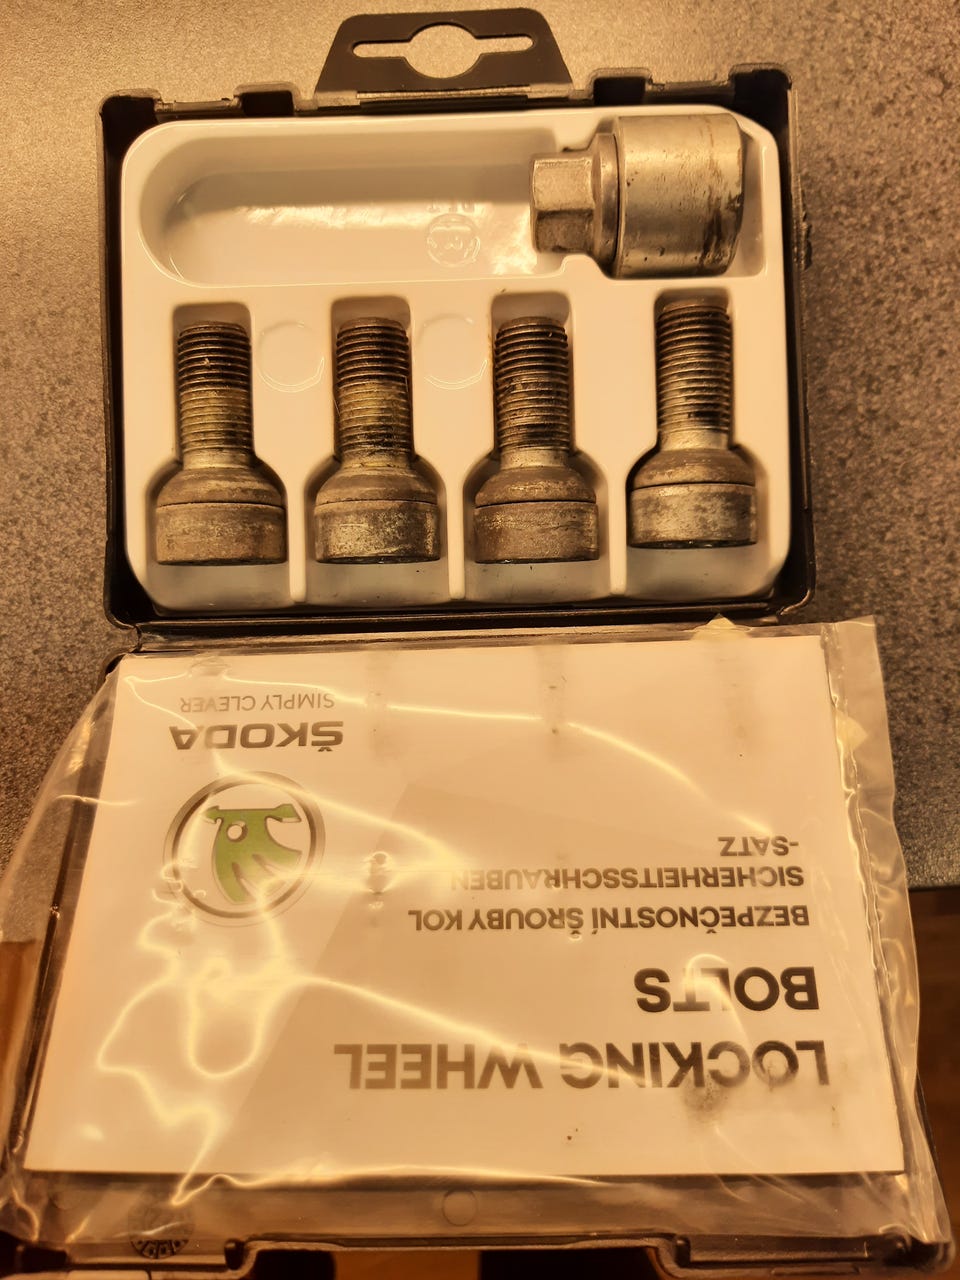 LOCKING WHEEL
BOLTS
BEZPEČNOSTNÍ ŠROUBY KOL
SICHERHEITSSCHRAUBEN
-SATZ
ŠKODA
SIMPLY CLEVER